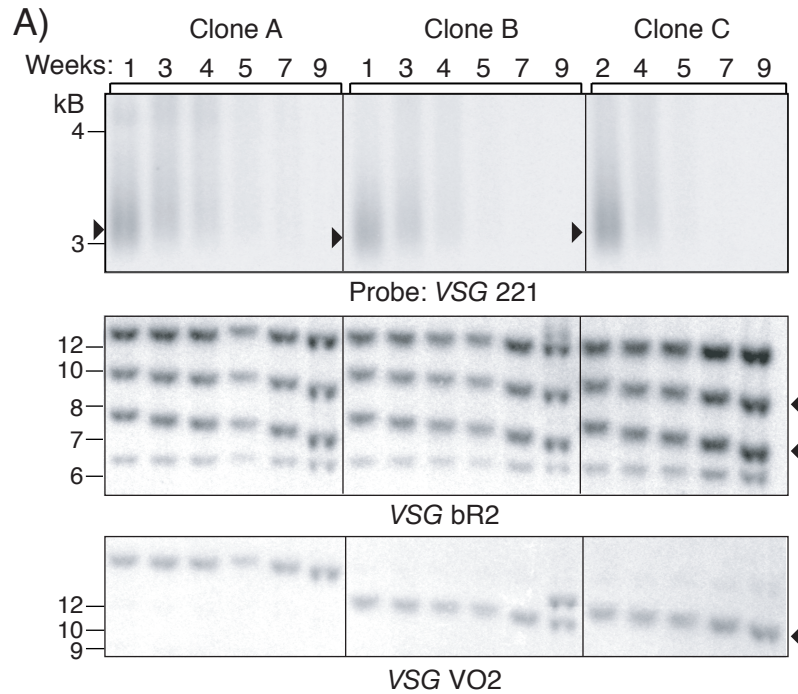 A)
Clone A Clone B Clone C
Weeks: 1 3 4 5 7 9 1 3 4 5 7 9 2 4 5 7 9
kB
4
3
Probe: VSG 221
12
10
8
7
6
VSG bR2
12
10
9
VSG VO2